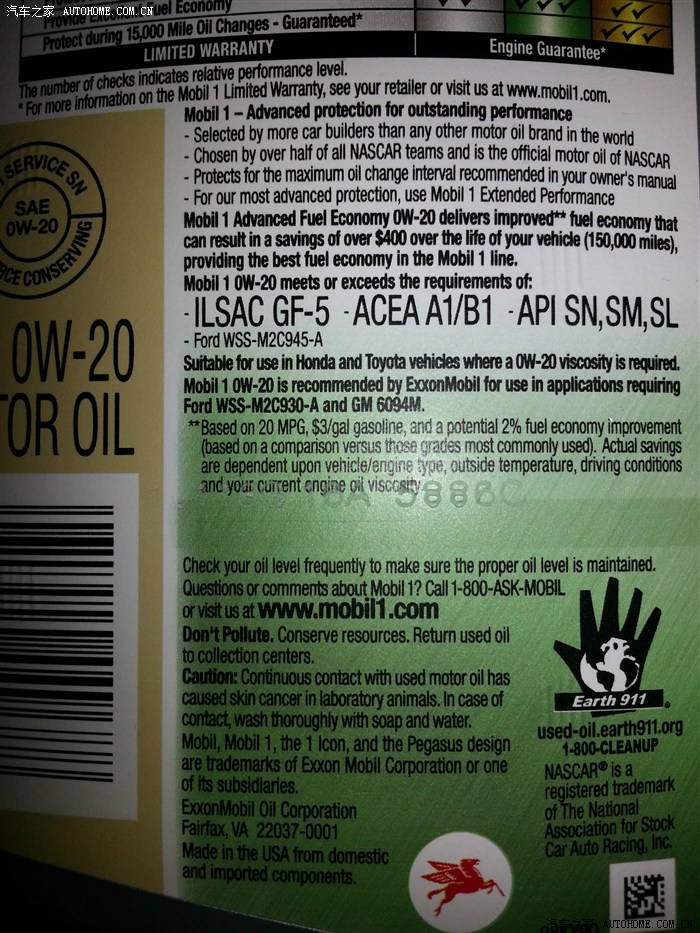 汽车之家 AUTOHOME.COM.CN
Fuel Economy
Protect during 15,000 Mile Oil Changes - Guaranteed*
LIMITED WARRANTY
Engine Guarantee*
The number of checks indicates relative performance level.
* For more information on the Mobil 1 Limited Warranty, see your retailer or visit us at www.mobil1.com.
Mobil 1 – Advanced protection for outstanding performance
- Selected by more car builders than any other motor oil brand in the world
- Chosen by over half of all NASCAR teams and is the official motor oil of NASCAR
- Protects for the maximum oil change interval recommended in your owner's manual
- For our most advanced protection, use Mobil 1 Extended Performance
Mobil 1 Advanced Fuel Economy 0W-20 delivers improved** fuel economy that
can result in a savings of over $400 over the life of your vehicle (150,000 miles),
providing the best fuel economy in the Mobil 1 line.
Mobil 1 0W-20 meets or exceeds the requirements of:
- ILSAC GF-5 - ACEA A1/B1 - API SN,SM,SL
- Ford WSS-M2C945-A
Suitable for use in Honda and Toyota vehicles where a 0W-20 viscosity is required.
Mobil 1 0W-20 is recommended by ExxonMobil for use in applications requiring
Ford WSS-M2C930-A and GM 6094M.
**Based on 20 MPG, $3/gal gasoline, and a potential 2% fuel economy improvement
(based on a comparison versus those grades most commonly used). Actual savings
are dependent upon vehicle/engine type, outside temperature, driving conditions
and your current engine oil viscosity.
SERVICE SN
SAE
0W-20
CONSERVING
0W-20
OR OIL
Check your oil level frequently to make sure the proper oil level is maintained.
Questions or comments about Mobil 1? Call 1-800-ASK-MOBIL
or visit us at www.mobil1.com
Don't Pollute. Conserve resources. Return used oil
to collection centers.
Caution: Continuous contact with used motor oil has
caused skin cancer in laboratory animals. In case of
contact, wash thoroughly with soap and water.
Mobil, Mobil 1, the 1 Icon, and the Pegasus design
are trademarks of Exxon Mobil Corporation or one
of its subsidiaries.
ExxonMobil Oil Corporation
Fairfax, VA 22037-0001
Made in the USA from domestic
and imported components.
Earth 911®
used-oil.earth911.org
1-800-CLEANUP
NASCAR® is a
registered trademark
of The National
Association for Stock
Car Auto Racing, Inc.
汽车之家 AUTOHOME.COM.CN